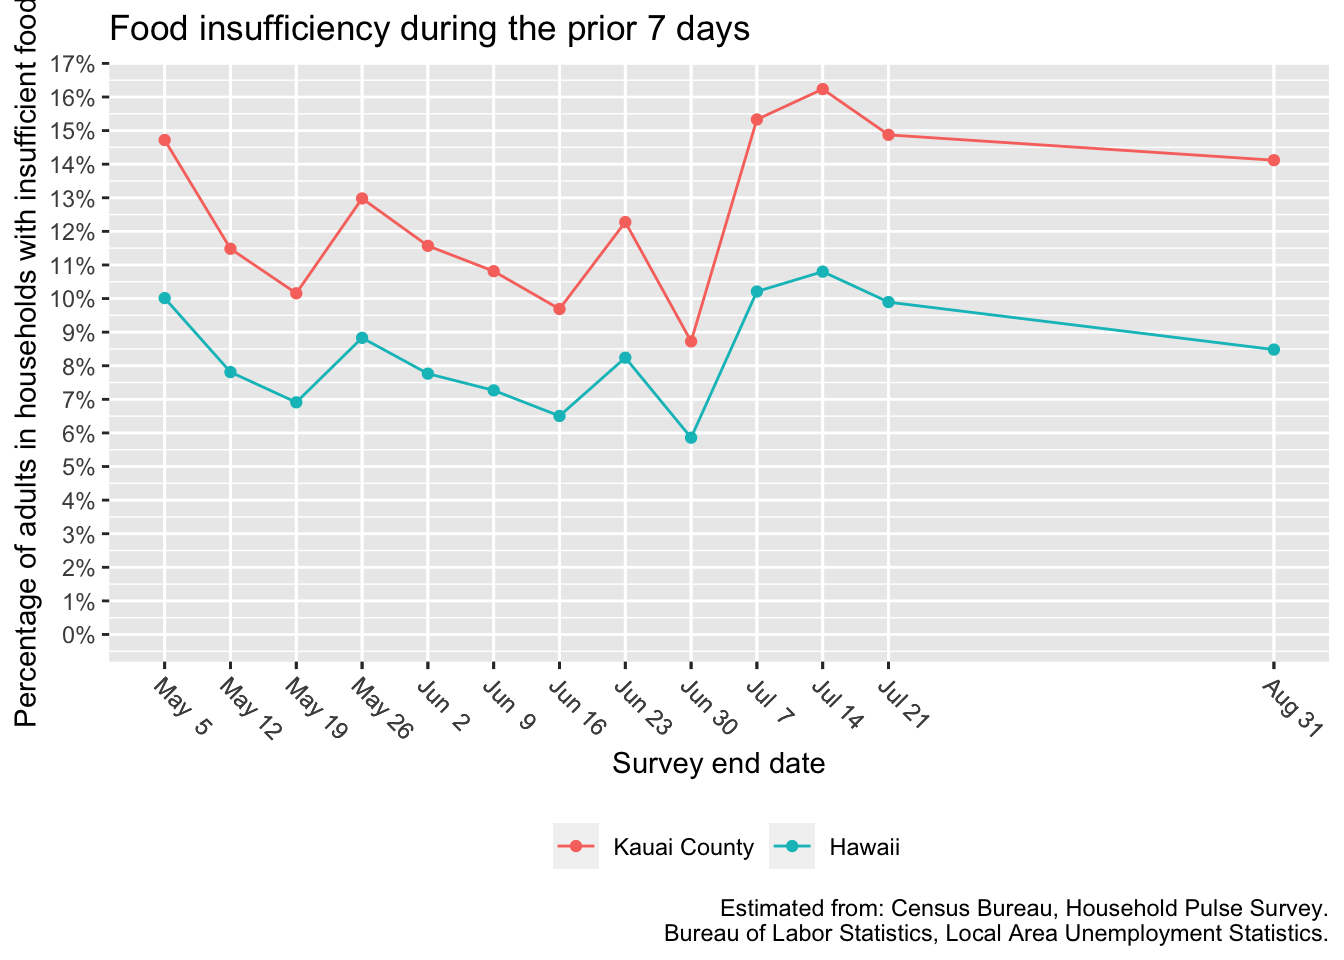 Food insufficiency during the prior 7 days
Percentage of adults in households with insufficient food
17%
16%
15%
14%
13%
12%
11%
10%
9%
8%
7%
6%
5%
4%
3%
2%
1%
0%
May 5
May 12
May 19
May 26
Jun 2
Jun 9
Jun 16
Jun 23
Jun 30
Jul 7
Jul 14
Jul 21
Aug 31
Survey end date
Kauai County
Hawaii
Estimated from: Census Bureau, Household Pulse Survey.
Bureau of Labor Statistics, Local Area Unemployment Statistics.